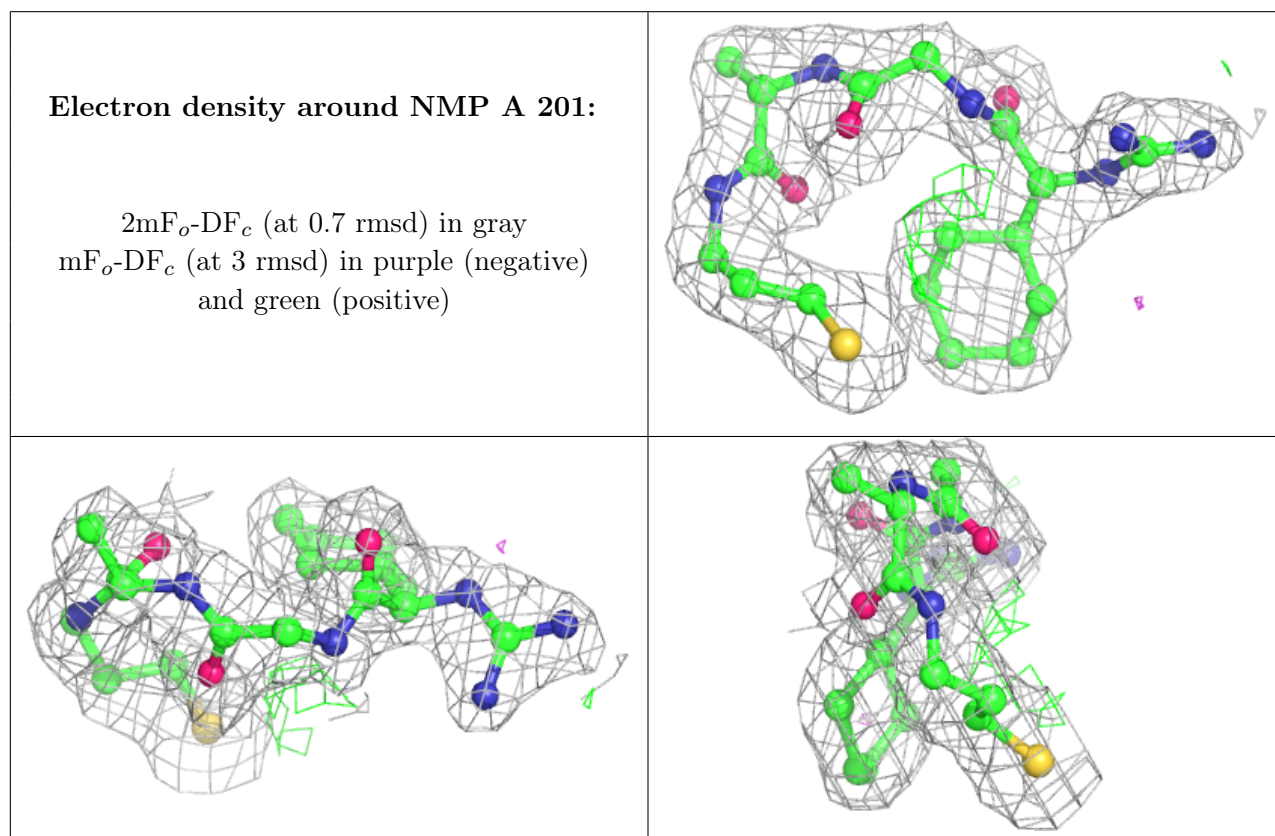 Electron density around NMP A 201:
2mFo-DFc (at 0.7 rmsd) in gray
mFo-DFc (at 3 rmsd) in purple (negative)
and green (positive)